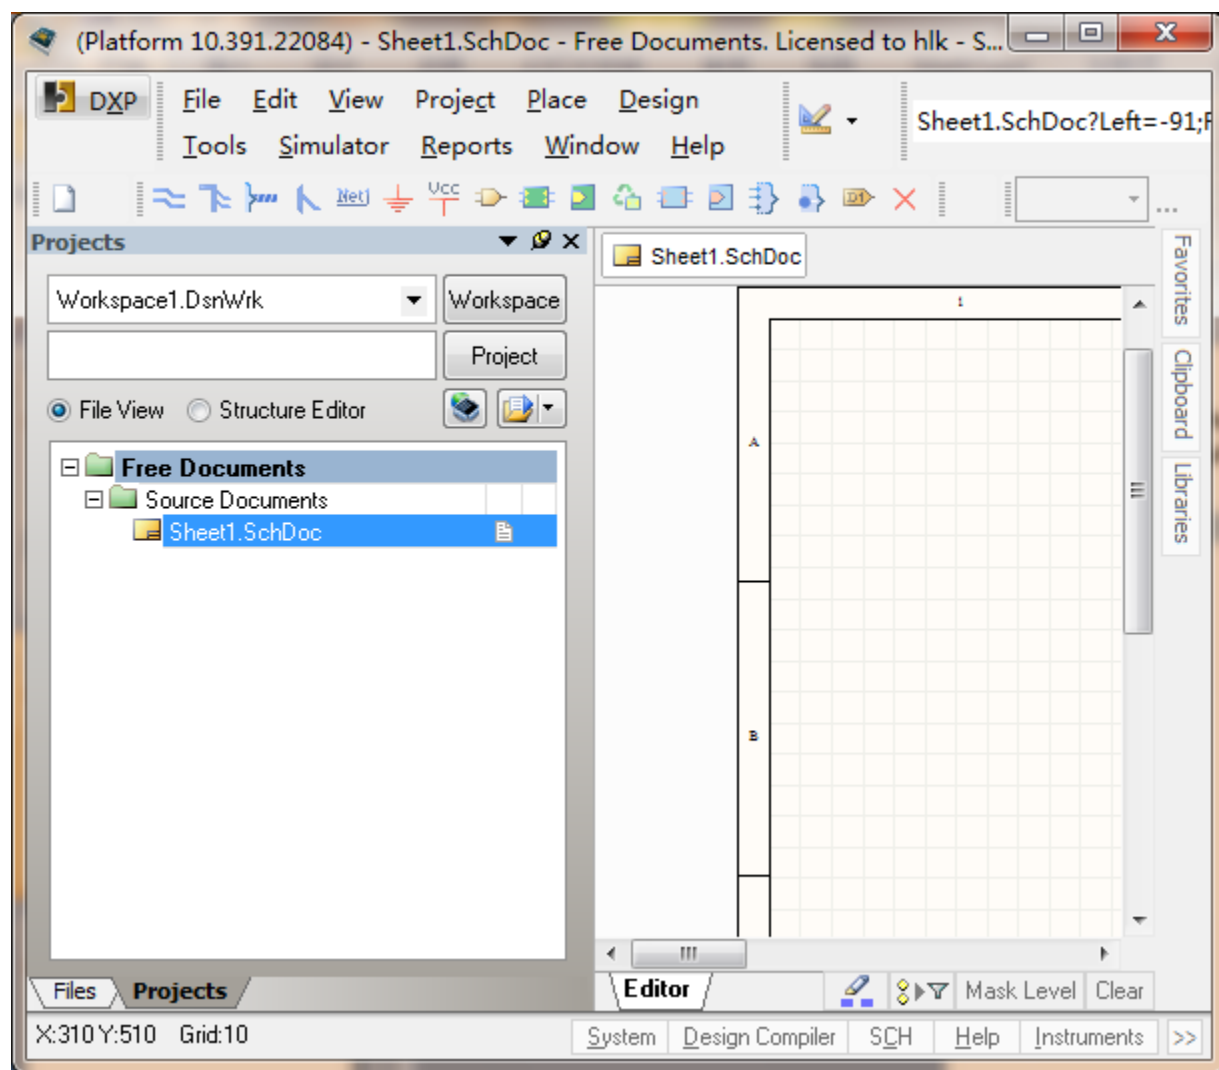 (Platform 10.391.22084) - Sheet1.SchDoc - Free Documents. Licensed to hlk - S...
DXP File Edit View Project Place Design
Sheet1.SchDoc?Left=-91;F
Tools Simulator Reports Window Help
Net1 Vcc D1 ...
Projects
Sheet1.SchDoc
Workspace1.DsnWrk Workspace
Project
File View Structure Editor
Free Documents
Source Documents
Sheet1.SchDoc
1
A
B
Favorites
Clipboard
Libraries
Files Projects
Editor Mask Level Clear
X:310 Y:510 Grid:10 System Design Compiler SCH Help Instruments >>